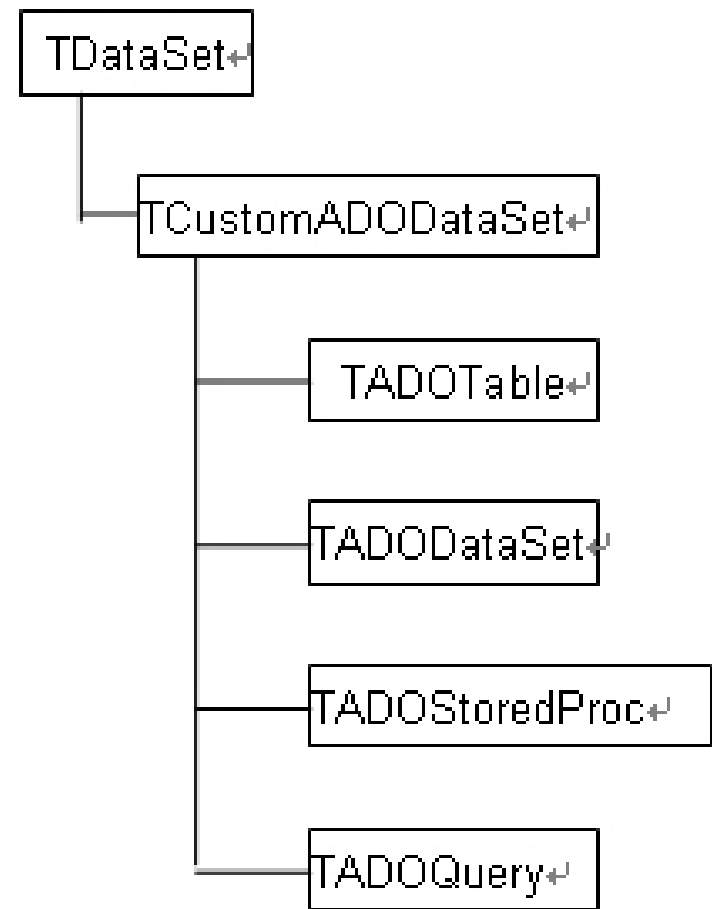 TDataSet↵
TCustomADODataSet↵
TADOTable↵
TADODataSet↵
TADOStoredProc↵
TADOQuery↵